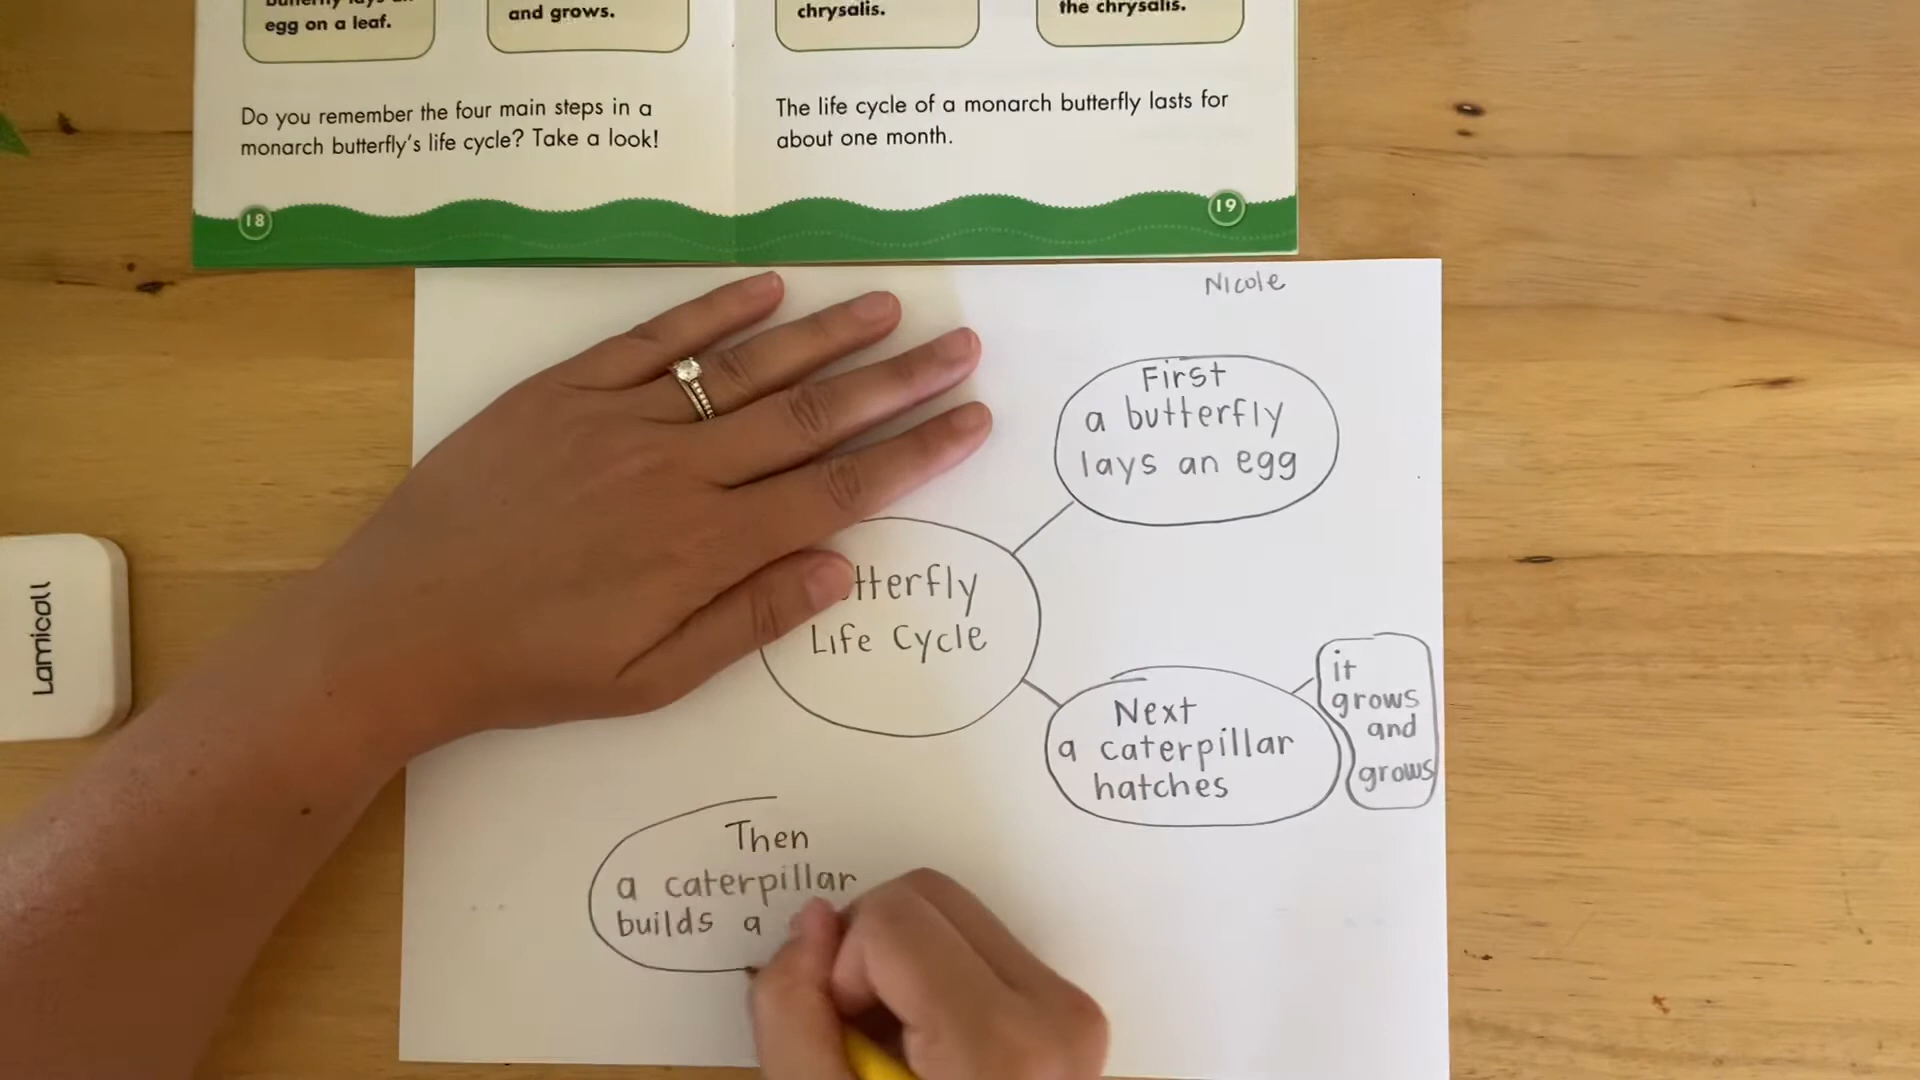 egg on a leaf.
and grows.
chrysalis.
the chrysalis.
Do you remember the four main steps in a
monarch butterfly's life cycle? Take a look!
The life cycle of a monarch butterfly lasts for
about one month.
18
19
Nicole
First
a butterfly
lays an egg
Life Cycle
Next
a caterpillar
hatches
it
grows
and
grows
Then
a caterpillar
builds a
Lamicall